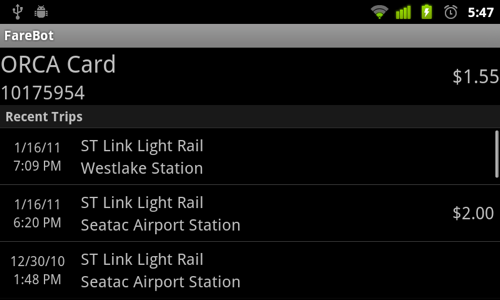 5:47
FareBot
ORCA Card
$1.55
10175954
Recent Trips
1/16/11
7:09 PM
ST Link Light Rail
Westlake Station
1/16/11
6:20 PM
ST Link Light Rail
Seatac Airport Station
$2.00
12/30/10
1:48 PM
ST Link Light Rail
Seatac Airport Station